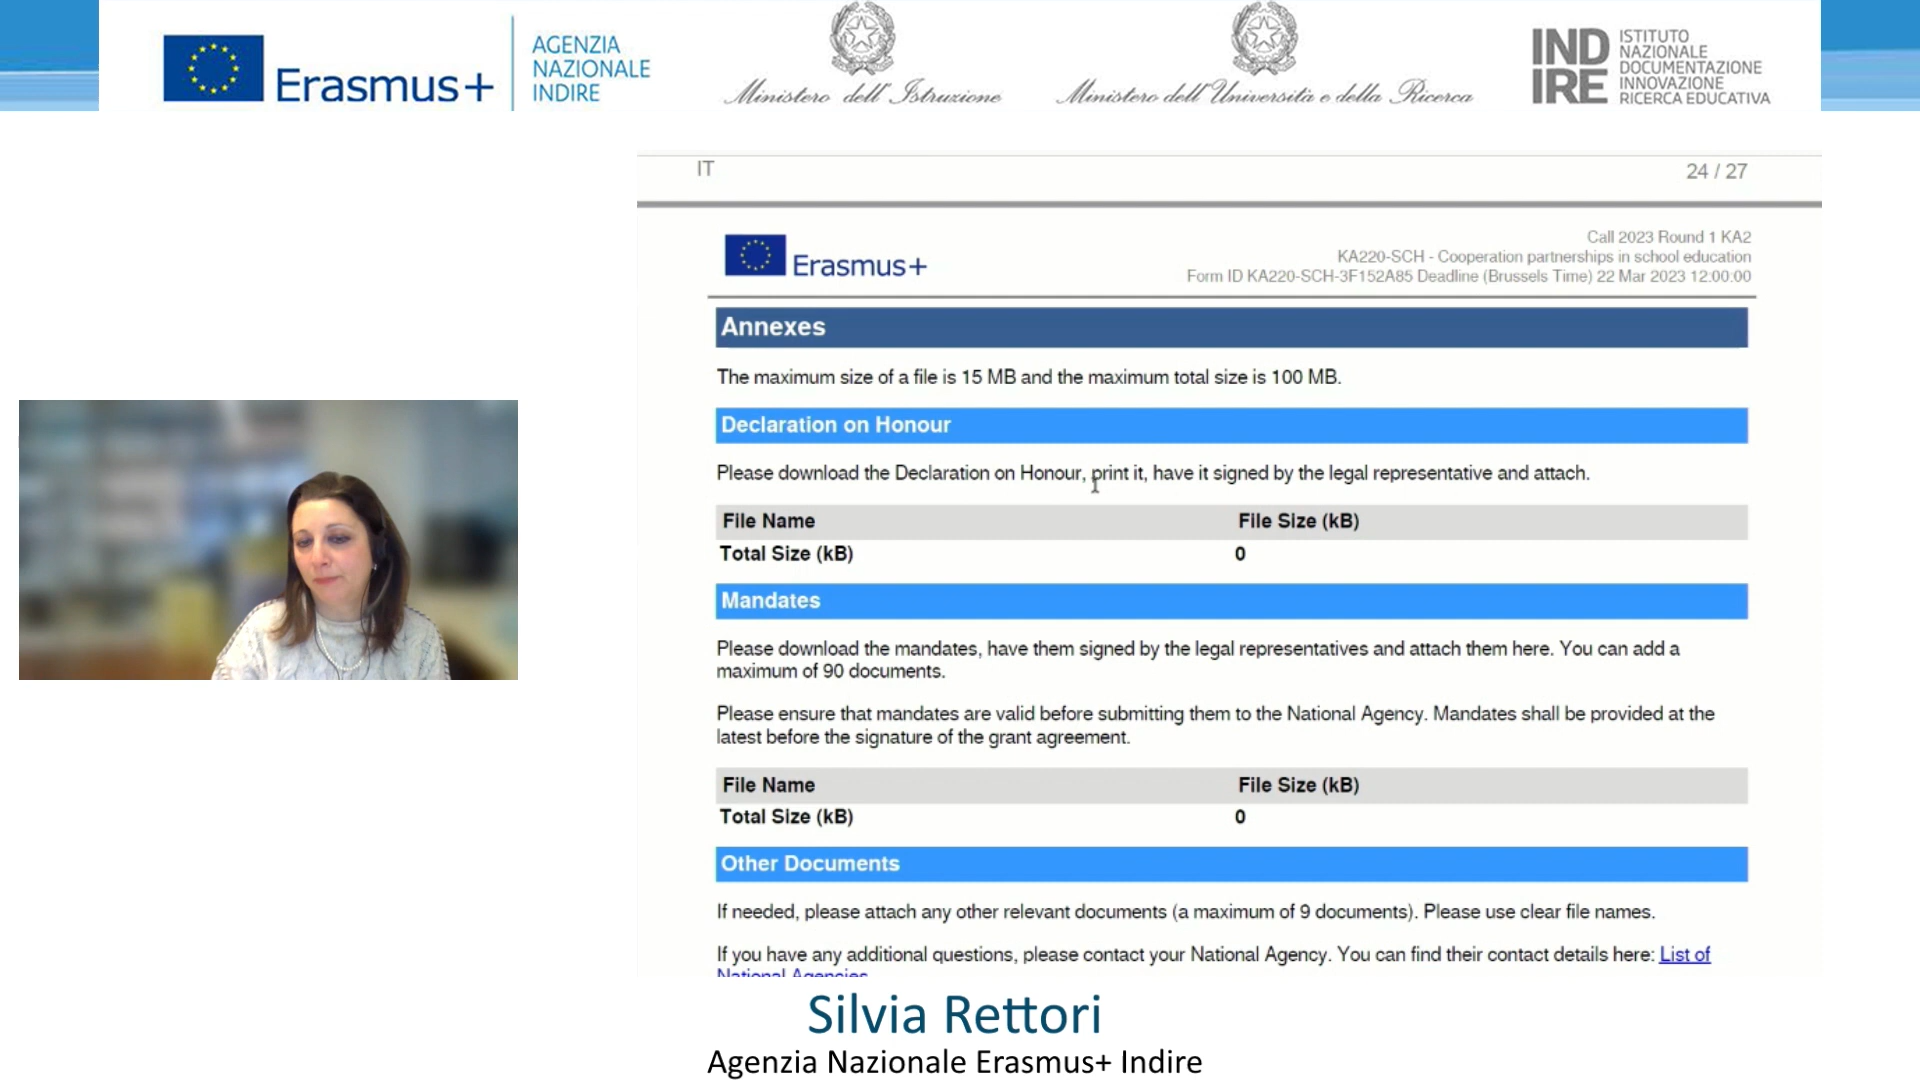 Erasmus+
AGENZIA
NAZIONALE
INDIRE
Ministero dell'Istruzione
Ministero dell'Università e della Ricerca
IND
IRE
ISTITUTO
NAZIONALE
DOCUMENTAZIONE
INNOVAZIONE
RICERCA EDUCATIVA
IT
24 / 27
Erasmus+
Call 2023 Round 1 KA2
KA220-SCH - Cooperation partnerships in school education
Form ID KA220-SCH-3F152A85 Deadline (Brussels Time) 22 Mar 2023 12:00:00
Annexes
The maximum size of a file is 15 MB and the maximum total size is 100 MB.
Declaration on Honour
Please download the Declaration on Honour, print it, have it signed by the legal representative and attach.
File Name File Size (kB)
Total Size (kB) 0
Mandates
Please download the mandates, have them signed by the legal representatives and attach them here. You can add a
maximum of 90 documents.
Please ensure that mandates are valid before submitting them to the National Agency. Mandates shall be provided at the
latest before the signature of the grant agreement.
File Name File Size (kB)
Total Size (kB) 0
Other Documents
If needed, please attach any other relevant documents (a maximum of 9 documents). Please use clear file names.
If you have any additional questions, please contact your National Agency. You can find their contact details here: List of
National Agencies
Silvia Rettori
Agenzia Nazionale Erasmus+ Indire